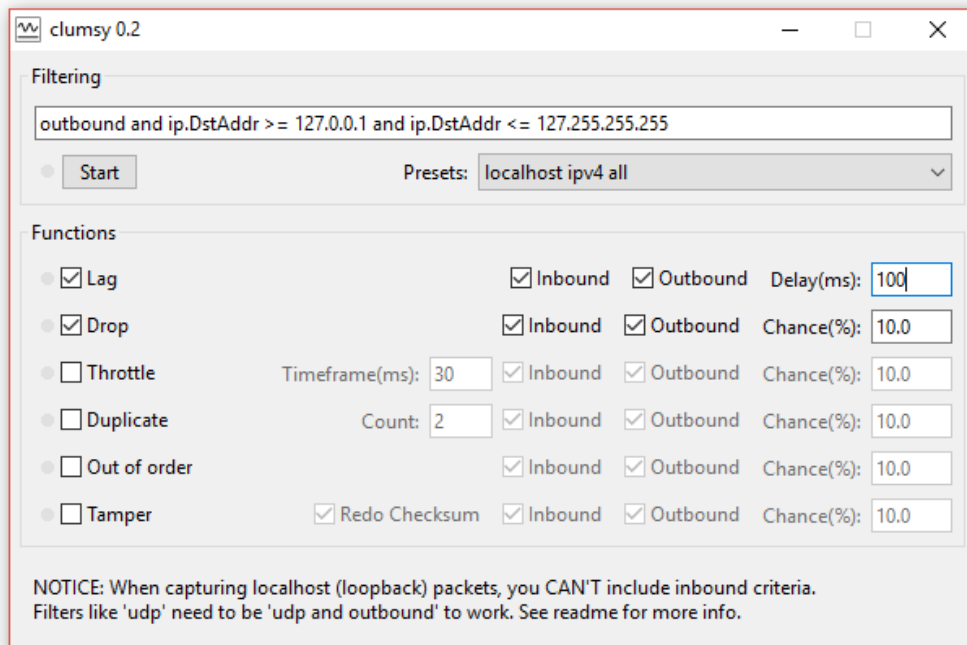 clumsy 0.2
Filtering
outbound and ip.DstAddr >= 127.0.0.1 and ip.DstAddr <= 127.255.255.255
Start Presets: localhost ipv4 all
Functions
Lag Inbound Outbound Delay(ms): 100
Drop Inbound Outbound Chance(%): 10.0
Throttle Timeframe(ms): 30 Inbound Outbound Chance(%): 10.0
Duplicate Count: 2 Inbound Outbound Chance(%): 10.0
Out of order Inbound Outbound Chance(%): 10.0
Tamper Redo Checksum Inbound Outbound Chance(%): 10.0
NOTICE: When capturing localhost (loopback) packets, you CAN'T include inbound criteria.
Filters like 'udp' need to be 'udp and outbound' to work. See readme for more info.